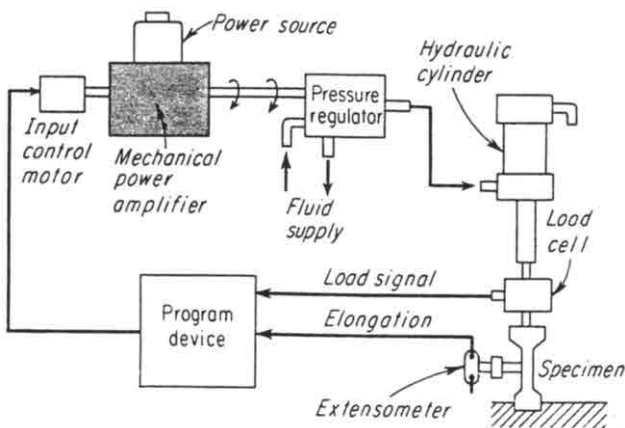 Power source
Hydraulic
cylinder
Pressure
regulator
Input
control
motor
Mechanical
power
amplifier
Fluid
supply
Load
cell
Load signal
Program
device
Elongation
Specimen
Extensometer